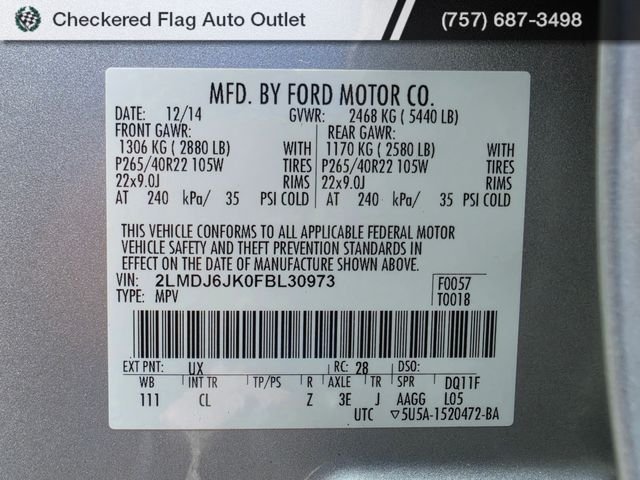 Checkered Flag Auto Outlet (757) 687-3498
MFD. BY FORD MOTOR CO.
DATE: 12/14 GVWR: 2468 KG ( 5440 LB)
FRONT GAWR: REAR GAWR:
1306 KG ( 2880 LB) WITH 1170 KG ( 2580 LB) WITH
P265/40R22 105W TIRES P265/40R22 105W TIRES
22x9.0J RIMS 22x9.0J RIMS
AT 240 kPa/ 35 PSI COLD AT 240 kPa/ 35 PSI COLD
THIS VEHICLE CONFORMS TO ALL APPLICABLE FEDERAL MOTOR
VEHICLE SAFETY AND THEFT PREVENTION STANDARDS IN
EFFECT ON THE DATE OF MANUFACTURE SHOWN ABOVE.
VIN: 2LMDJ6JK0FBL30973 F0057
TYPE: MPV T0018
EXT PNT: UX RC: 28 DSO:
WB INT TR TP/PS R AXLE TR SPR DQ11F
111 CL Z 3E J AAGG L05
UTC ▽5U5A-1520472-BA